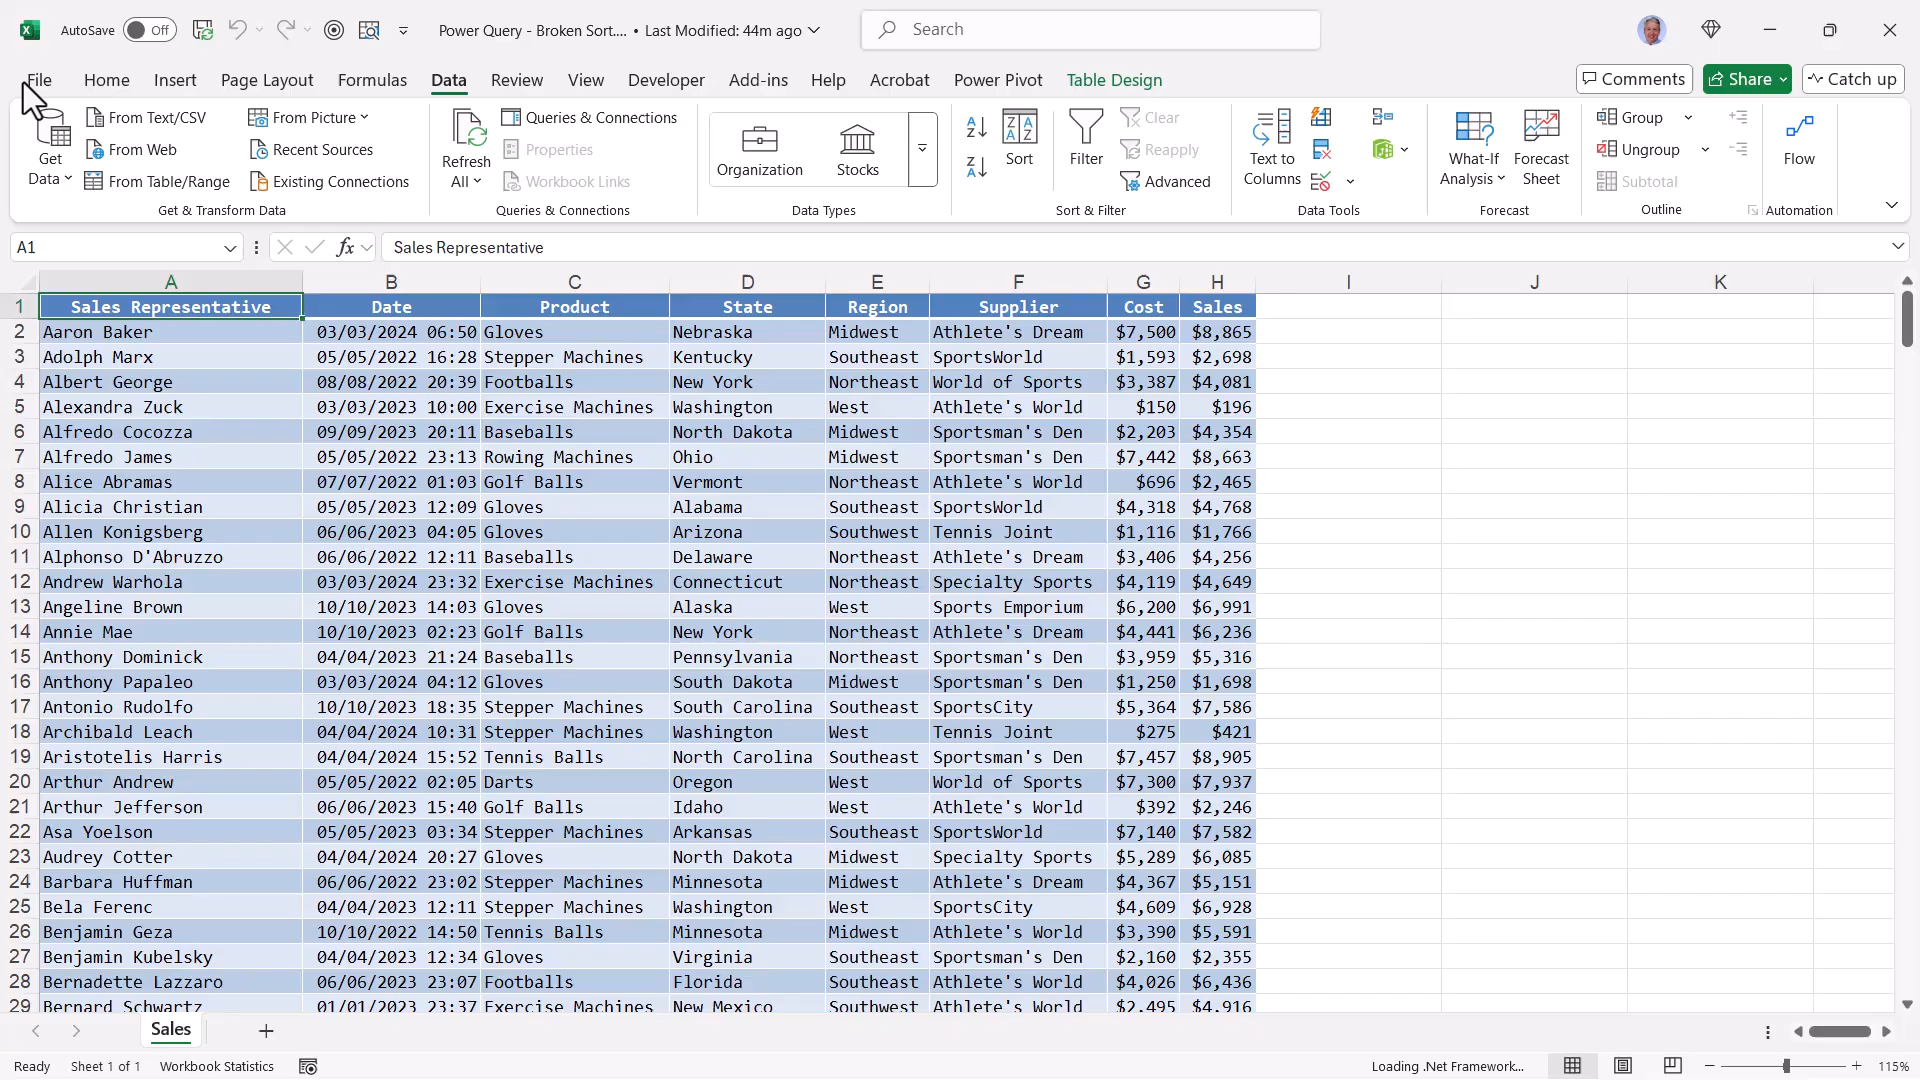 AutoSave Off Power Query - Broken Sort.... • Last Modified: 44m ago Search
File Home Insert Page Layout Formulas Data Review View Developer Add-ins Help Acrobat Power Pivot Table Design Comments Share Catch up
Get Data
From Text/CSV
From Web
From Table/Range
From Picture
Recent Sources
Existing Connections
Get & Transform Data
Refresh All
Queries & Connections
Properties
Workbook Links
Queries & Connections
Organization Stocks
Data Types
Sort
Filter
Clear
Reapply
Advanced
Sort & Filter
Text to Columns
Data Tools
What-If Analysis
Forecast Sheet
Forecast
Group
Ungroup
Subtotal
Outline
Flow
Automation
A1 fx Sales Representative
A B C D E F G H I J K
1 Sales Representative Date Product State Region Supplier Cost Sales
2 Aaron Baker 03/03/2024 06:50 Gloves Nebraska Midwest Athlete's Dream $7,500 $8,865
3 Adolph Marx 05/05/2022 16:28 Stepper Machines Kentucky Southeast SportsWorld $1,593 $2,698
4 Albert George 08/08/2022 20:39 Footballs New York Northeast World of Sports $3,387 $4,081
5 Alexandra Zuck 03/03/2023 10:00 Exercise Machines Washington West Athlete's World $150 $196
6 Alfredo Cocozza 09/09/2023 20:11 Baseballs North Dakota Midwest Sportsman's Den $2,203 $4,354
7 Alfredo James 05/05/2022 23:13 Rowing Machines Ohio Midwest Sportsman's Den $7,442 $8,663
8 Alice Abramas 07/07/2022 01:03 Golf Balls Vermont Northeast Athlete's World $696 $2,465
9 Alicia Christian 05/05/2023 12:09 Gloves Alabama Southeast SportsWorld $4,318 $4,768
10 Allen Konigsberg 06/06/2023 04:05 Gloves Arizona Southwest Tennis Joint $1,116 $1,766
11 Alphonso D'Abruzzo 06/06/2022 12:11 Baseballs Delaware Northeast Athlete's Dream $3,406 $4,256
12 Andrew Warhola 03/03/2024 23:32 Exercise Machines Connecticut Northeast Specialty Sports $4,119 $4,649
13 Angeline Brown 10/10/2023 14:03 Gloves Alaska West Sports Emporium $6,200 $6,991
14 Annie Mae 10/10/2023 02:23 Golf Balls New York Northeast Athlete's Dream $4,441 $6,236
15 Anthony Dominick 04/04/2023 21:24 Baseballs Pennsylvania Northeast Sportsman's Den $3,959 $5,316
16 Anthony Papaleo 03/03/2024 04:12 Gloves South Dakota Midwest Sportsman's Den $1,250 $1,698
17 Antonio Rudolfo 10/10/2023 18:35 Stepper Machines South Carolina Southeast SportsCity $5,364 $7,586
18 Archibald Leach 04/04/2024 10:31 Stepper Machines Washington West Tennis Joint $275 $421
19 Aristotelis Harris 04/04/2024 15:52 Tennis Balls North Carolina Southeast Sportsman's Den $7,457 $8,905
20 Arthur Andrew 05/05/2022 02:05 Darts Oregon West World of Sports $7,300 $7,937
21 Arthur Jefferson 06/06/2023 15:40 Golf Balls Idaho West Athlete's World $392 $2,246
22 Asa Yoelson 05/05/2023 03:34 Stepper Machines Arkansas Southeast SportsWorld $7,140 $7,582
23 Audrey Cotter 04/04/2024 20:27 Gloves North Dakota Midwest Specialty Sports $5,289 $6,085
24 Barbara Huffman 06/06/2022 23:02 Stepper Machines Minnesota Midwest Athlete's Dream $4,367 $5,151
25 Bela Ferenc 04/04/2023 12:11 Stepper Machines Washington West SportsCity $4,609 $6,928
26 Benjamin Geza 10/10/2022 14:50 Tennis Balls Minnesota Midwest Athlete's World $3,390 $5,591
27 Benjamin Kubelsky 04/04/2023 12:34 Gloves Virginia Southeast Sportsman's Den $2,160 $2,355
28 Bernadette Lazzaro 06/06/2023 23:07 Footballs Florida Southeast Athlete's World $4,026 $6,436
29 Bernard Schwartz 01/01/2023 23:37 Exercise Machines New Mexico Southwest Athlete's World $2,495 $4,916
Sales
Ready Sheet 1 of 1 Workbook Statistics Loading .Net Framework... 115%